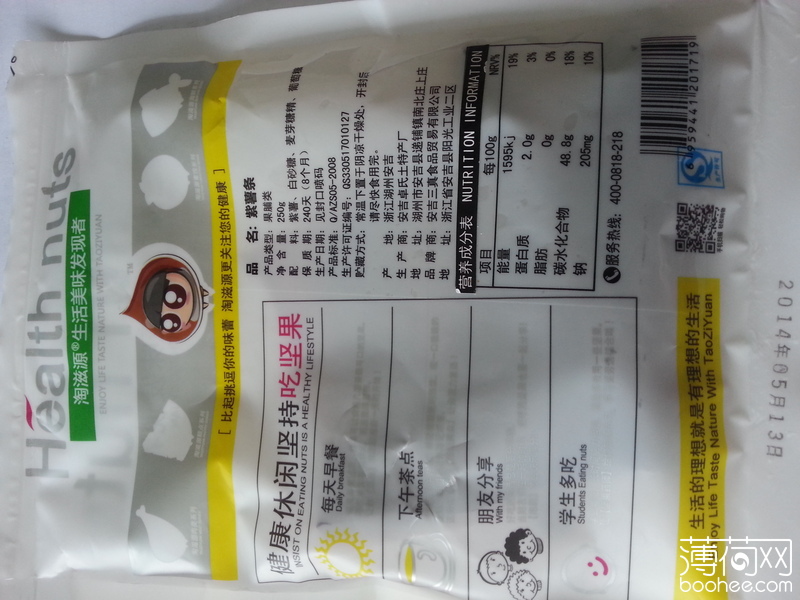 Health nuts
淘滋源®生活美味发现者
ENJOY LIFE TASTE NATURE WITH TAOZIYUAN
TM
[ 比起挑逗你的味蕾 淘滋源更关注您的健康 ]
品 名: 紫薯条
产品类型: 果脯类
净 含 量: 250g
配 料: 紫薯、白砂糖、麦芽糖精、葡萄糖
保 质 期: 240天 (8个月)
生产日期: 见封口喷码
产品标准: Q/AZS05-2008
生产许可证编号: QS330517010127
贮藏方式: 常温下置于阴凉干燥处, 开封后
请尽快食用完。
产 地: 浙江湖州安吉
生 产 商: 安吉卓氏土特产厂
地 址: 湖州市安吉县递铺镇南北庄上庄
品 牌 商: 安吉三真食品贸易有限公司
地 址: 浙江省安吉县阳光工业二区
营养成分表 NUTRITION INFORMATION
项目 每100g NRV%
能量 1595kj 19%
蛋白质 2.0g 3%
脂肪 0g 0%
碳水化合物 48.8g 18%
钠 205mg 10%
服务热线: 400-0818-218
健康休闲坚持吃坚果
INSIST ON EATING NUTS IS A HEALTHY LIFESTYLE
每天早餐
Daily breakfast
下午茶点
Afternoon teas
朋友分享
With my friends
学生多吃
Students Eating nuts
生活的理想就是有理想的生活
Enjoy Life Taste Nature With TaoZiYuan
2014年05月13日
薄荷网
boohee.com